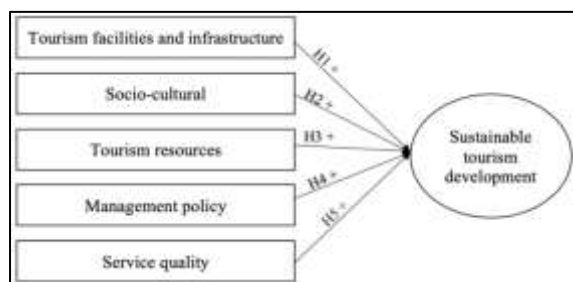 Tourism facilities and infrastructure
H1 +
Socio-cultural
H2 +
Tourism resources
H3 +
Management policy
H4 +
Service quality
H5 +
Sustainable
tourism
development